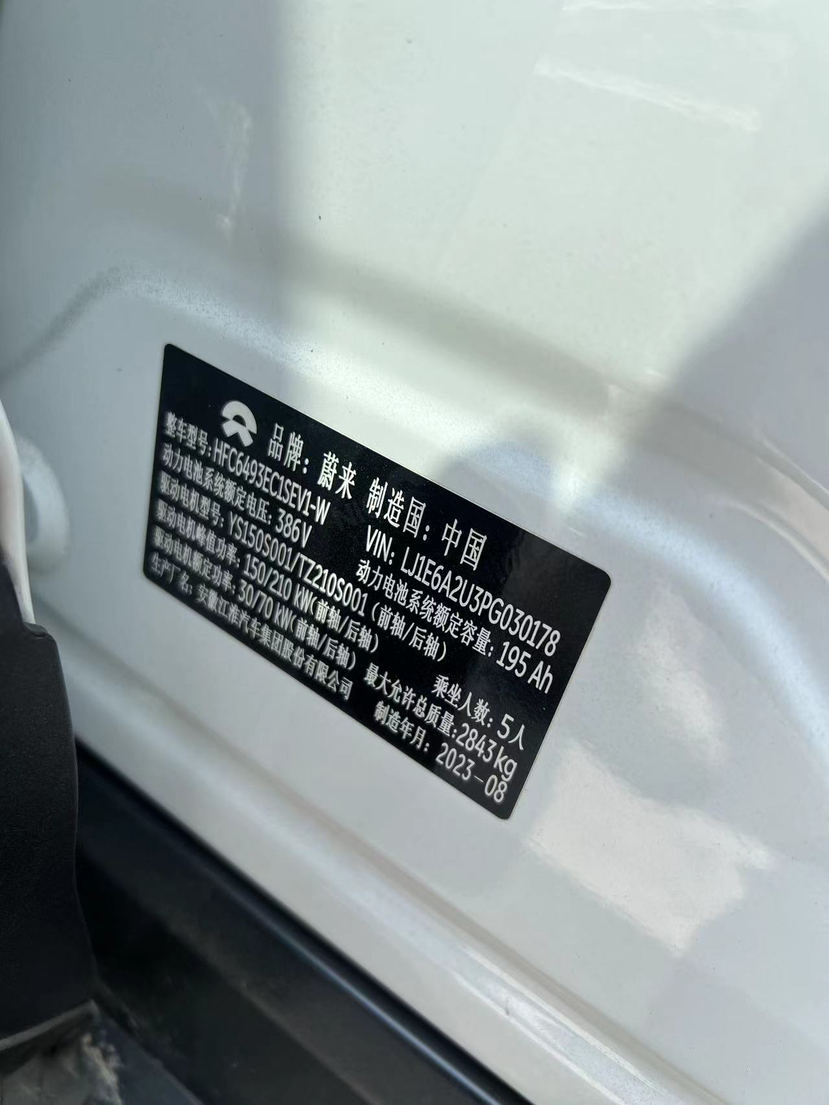 品牌：蔚来 制造国：中国
整车型号：HFC6493EC1SEV1-W VIN：LJ1E6A2U3PG030178
动力电池系统额定电压：386V 动力电池系统额定容量：195 Ah
驱动电机型号：YS150S001/TZ210S001（前轴/后轴）
驱动电机峰值功率：150/210 kW(前轴/后轴) 乘坐人数：5人
驱动电机额定功率：30/70 kW(前轴/后轴) 最大允许总质量：2843kg
生产厂名：安徽江淮汽车集团股份有限公司 制造年月：2023-08